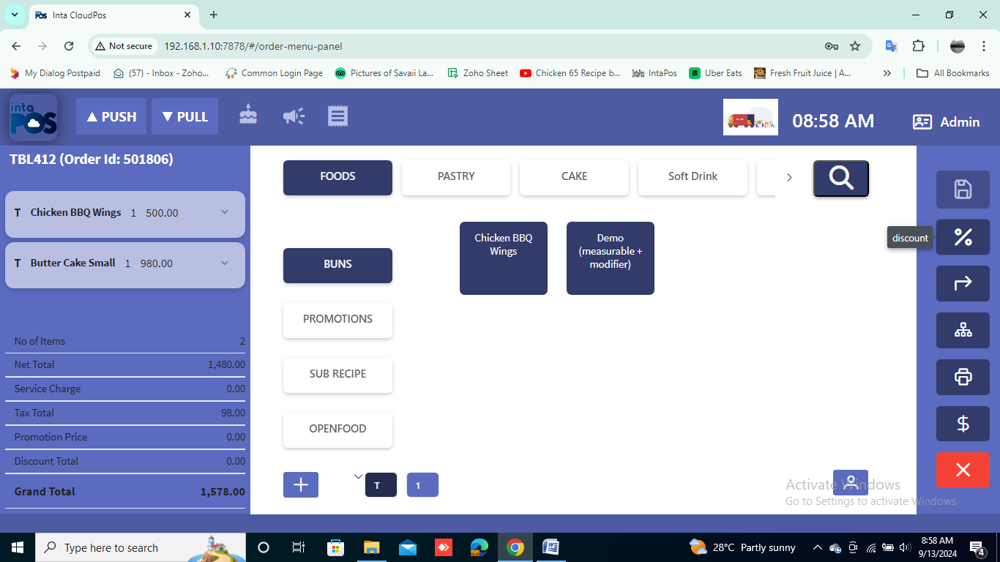 Inta CloudPos
Not secure 192.168.1.10:7878/#/order-menu-panel
My Dialog Postpaid (57) - Inbox - Zoho... Common Login Page Pictures of Savaii La... Zoho Sheet Chicken 65 Recipe b... IntaPos Uber Eats Fresh Fruit Juice | A... All Bookmarks
inta POS PUSH PULL 08:58 AM Admin
TBL412 (Order Id: 501806)
T Chicken BBQ Wings 1 500.00
T Butter Cake Small 1 980.00
No of Items 2
Net Total 1,480.00
Service Charge 0.00
Tax Total 98.00
Promotion Price 0.00
Discount Total 0.00
Grand Total 1,578.00
FOODS PASTRY CAKE Soft Drink
BUNS
PROMOTIONS
SUB RECIPE
OPENFOOD
Chicken BBQ
Wings
Demo
(measurable +
modifier)
T 1
discount
%
$
Activate Windows
Go to Settings to activate Windows.
Type here to search
28°C Partly sunny
8:58 AM
9/13/2024
4